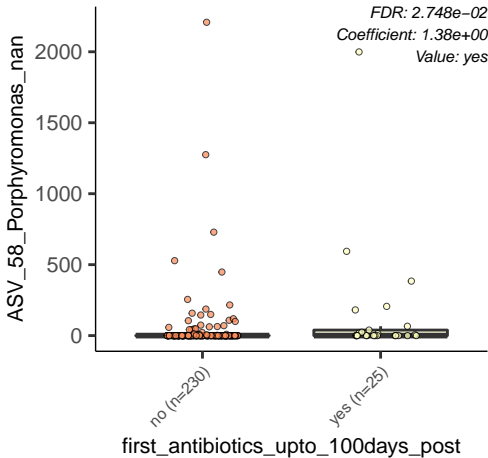 FDR: 2.748e−02
Coefficient: 1.38e+00
Value: yes
ASV_58_Porphyromonas_nan
2000
1500
1000
500
0
no (n=230)
yes (n=25)
first_antibiotics_upto_100days_post